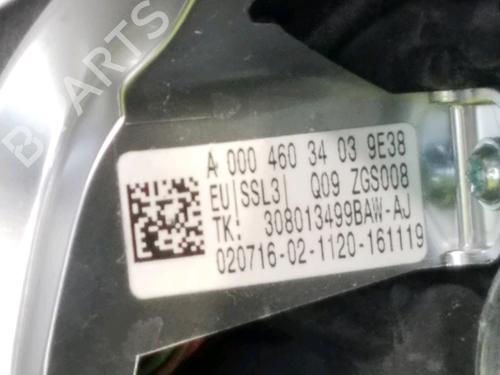 B-PARTS
A 000 460 34 03 9E38
EU|SSL3| Q09 ZGS008
TK: 308013499BAW-AJ
020716-02-1120-161119